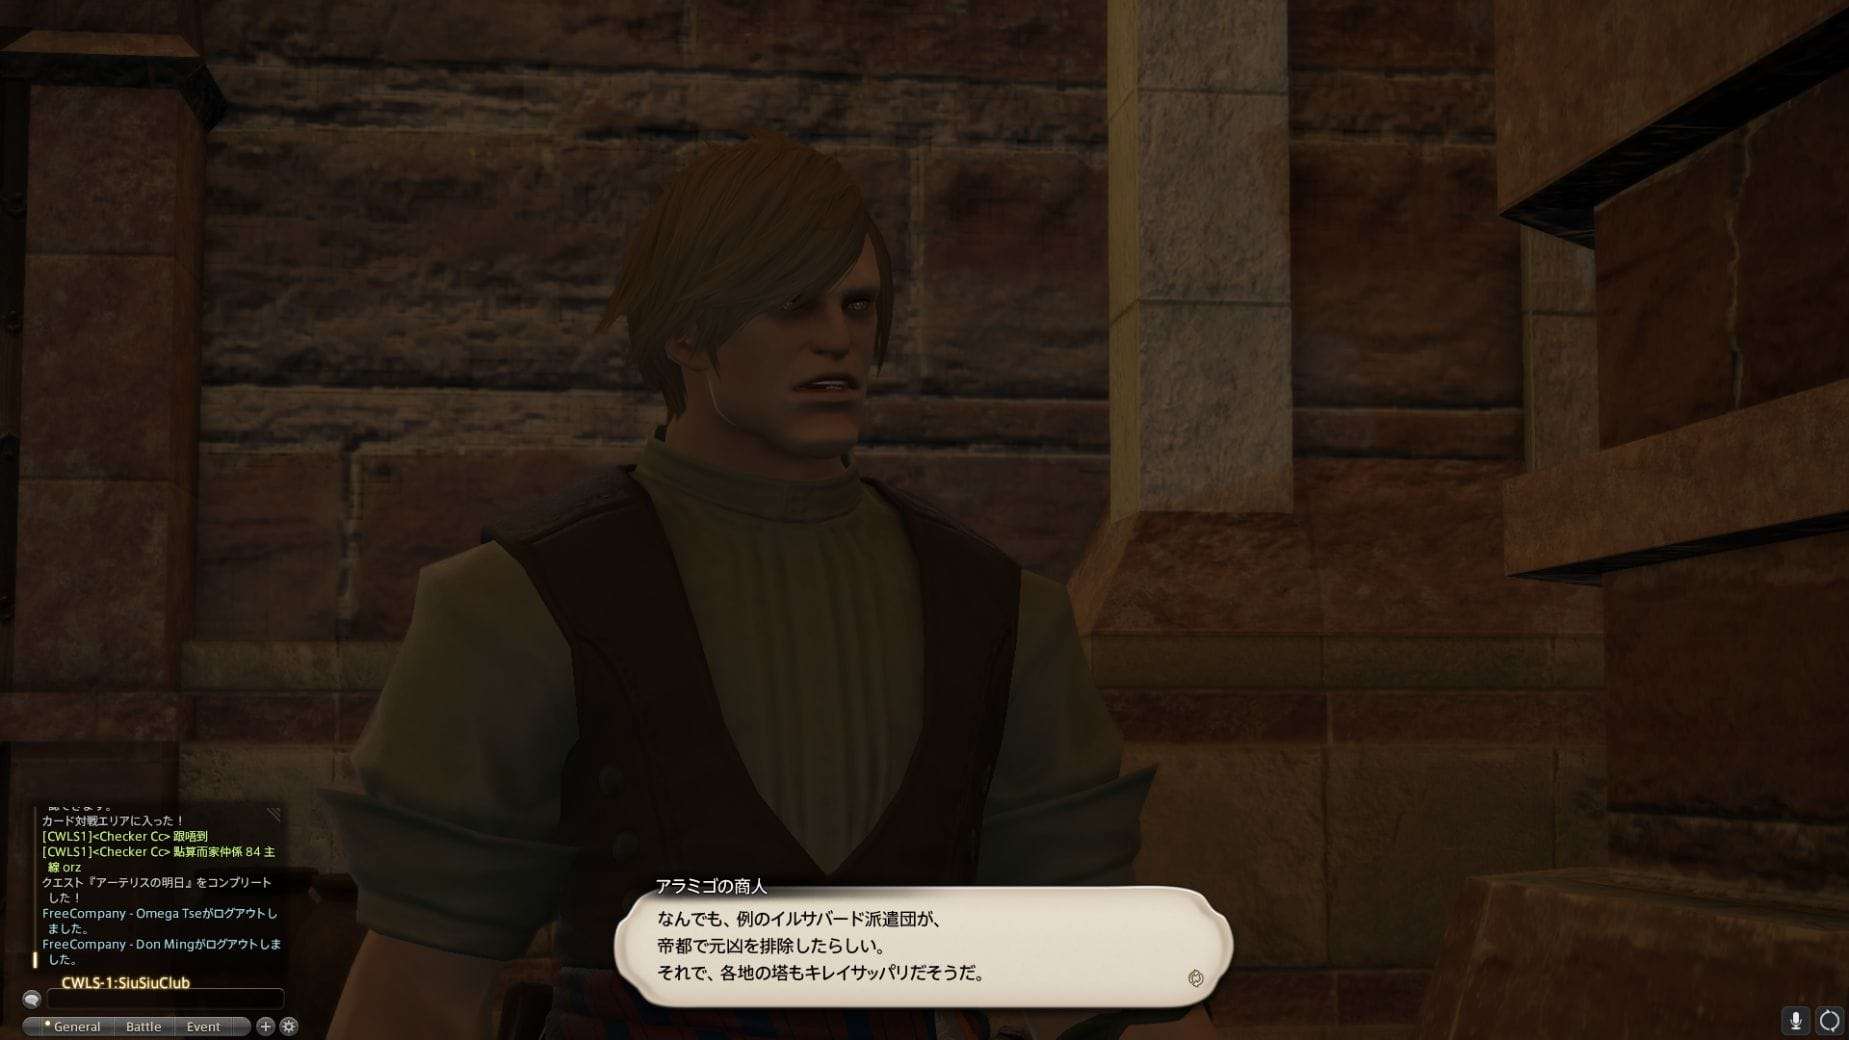 カード対戦エリアに入った！
[CWLS1]<Checker Cc> 跟唔到
[CWLS1]<Checker Cc> 點算而家仲係 84 主
線 orz
クエスト『アーテリスの明日』をコンプリート
した！
FreeCompany - Omega Tseがログアウトし
ました。
FreeCompany - Don Mingがログアウトしま
した。
CWLS-1:SiuSiuClub
General Battle Event
アラミゴの商人
なんでも、例のイルサバード派遣団が、
帝都で元凶を排除したらしい。
それで、各地の塔もキレイサッパリだそうだ。